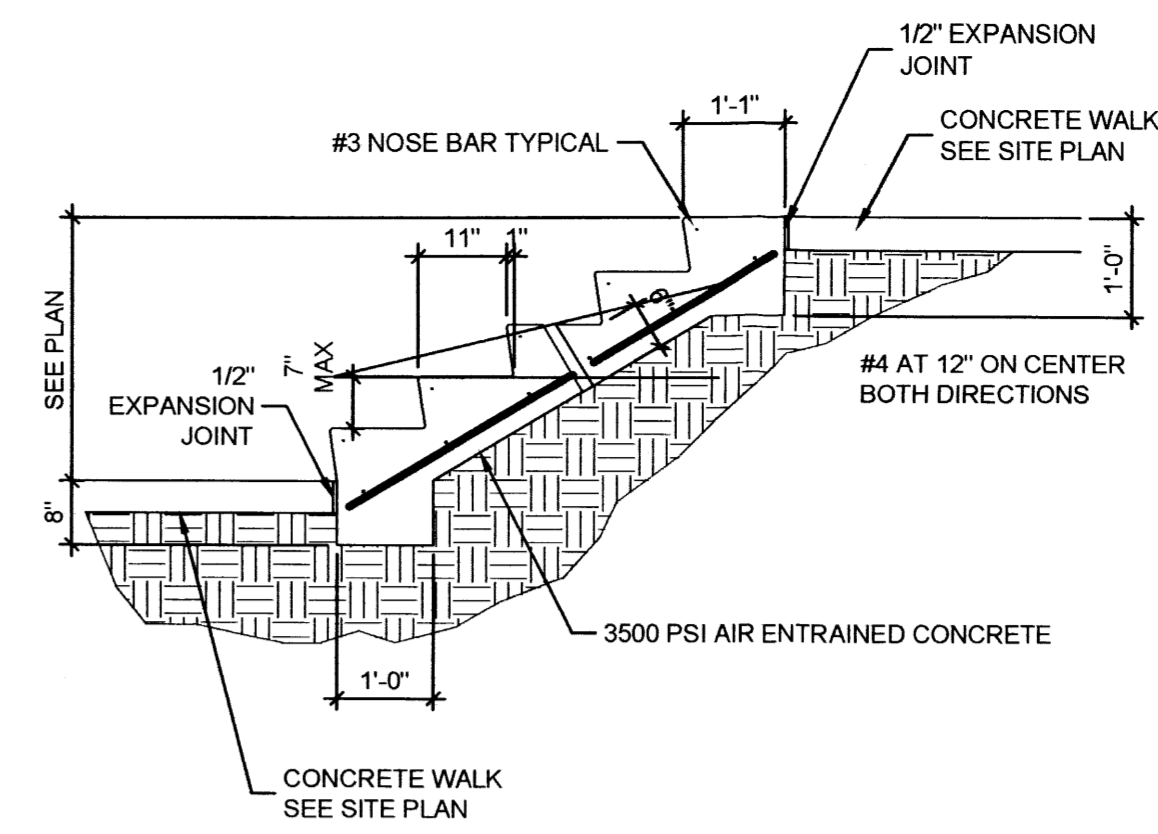 1/2" EXPANSION
JOINT
1'-1"
CONCRETE WALK
SEE SITE PLAN
#3 NOSE BAR TYPICAL
11"
1"
6"
1'-0"
SEE PLAN
7"
MAX
1/2"
EXPANSION
JOINT
#4 AT 12" ON CENTER
BOTH DIRECTIONS
8"
3500 PSI AIR ENTRAINED CONCRETE
1'-0"
CONCRETE WALK
SEE SITE PLAN